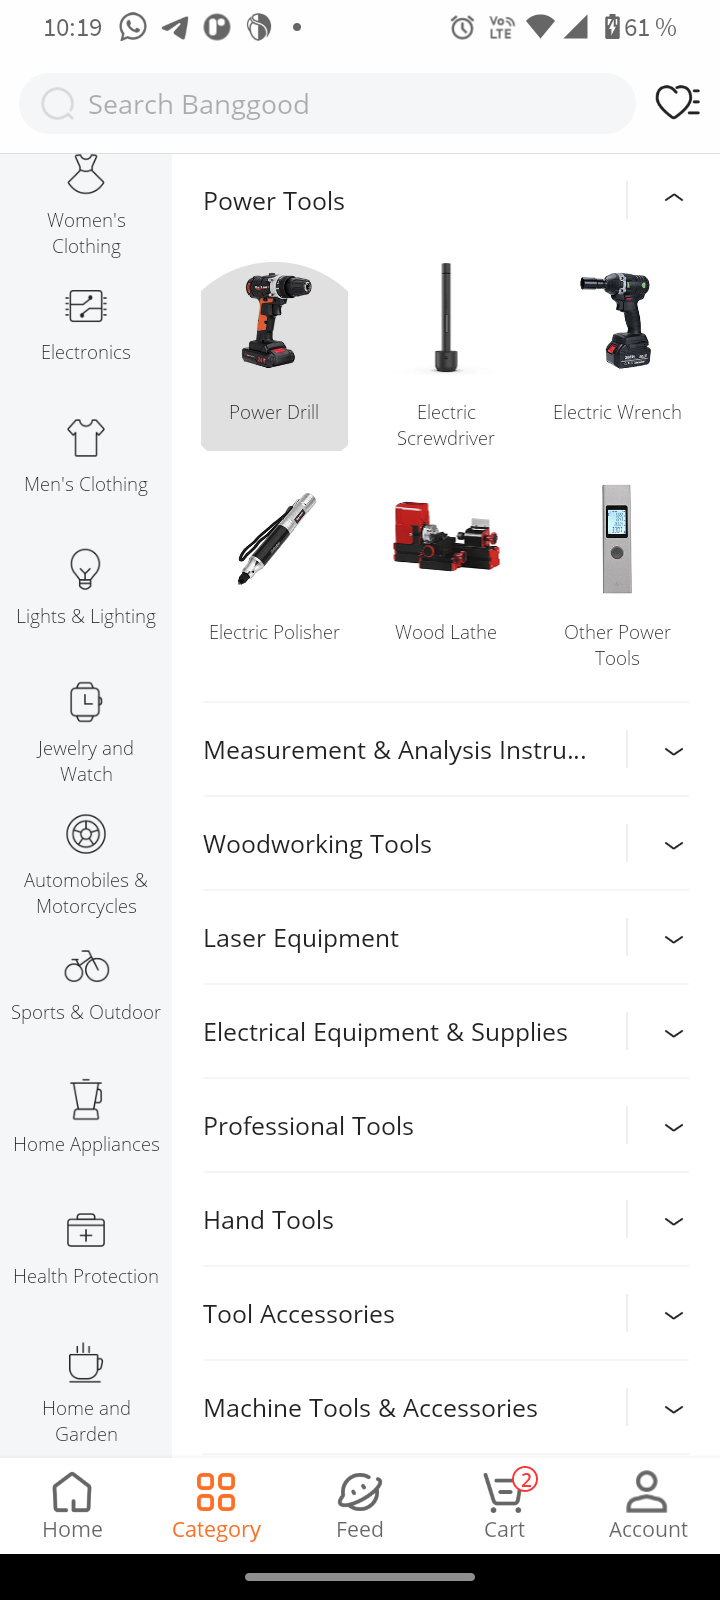 10:19
Vo
LTE
61 %
Search Banggood
Women's
Clothing
Electronics
Men's Clothing
Lights & Lighting
Jewelry and
Watch
Automobiles &
Motorcycles
Sports & Outdoor
Home Appliances
Health Protection
Home and
Garden
Power Tools
Power Drill
Electric
Screwdriver
Electric Wrench
Electric Polisher
Wood Lathe
Other Power
Tools
Measurement & Analysis Instru...
Woodworking Tools
Laser Equipment
Electrical Equipment & Supplies
Professional Tools
Hand Tools
Tool Accessories
Machine Tools & Accessories
Home
Category
Feed
2
Cart
Account